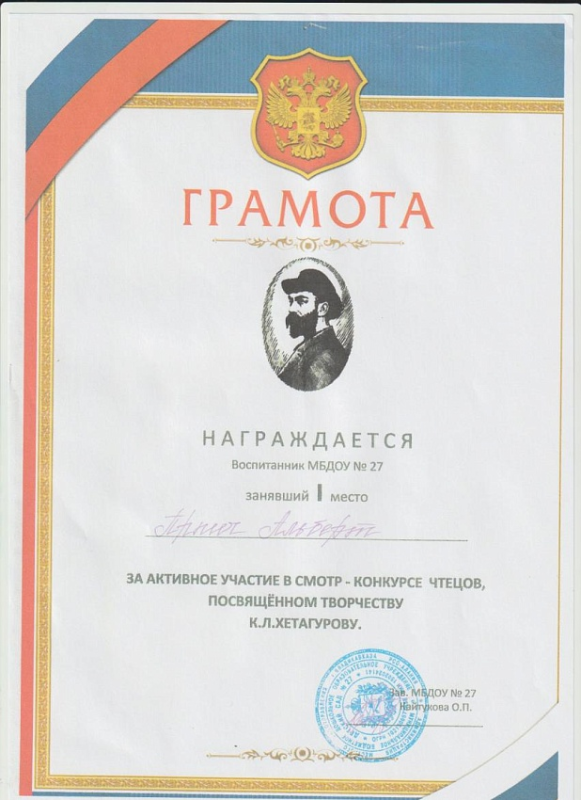 ГРАМОТА
НАГРАЖДАЕТСЯ
Воспитанник МБДОУ № 27
занявший I место
Альберт
ЗА АКТИВНОЕ УЧАСТИЕ В СМОТР - КОНКУРСЕ ЧТЕЦОВ,
ПОСВЯЩЁННОМ ТВОРЧЕСТВУ
К.Л.ХЕТАГУРОВУ.
Зав. МБДОУ № 27
Найтукова О.П.